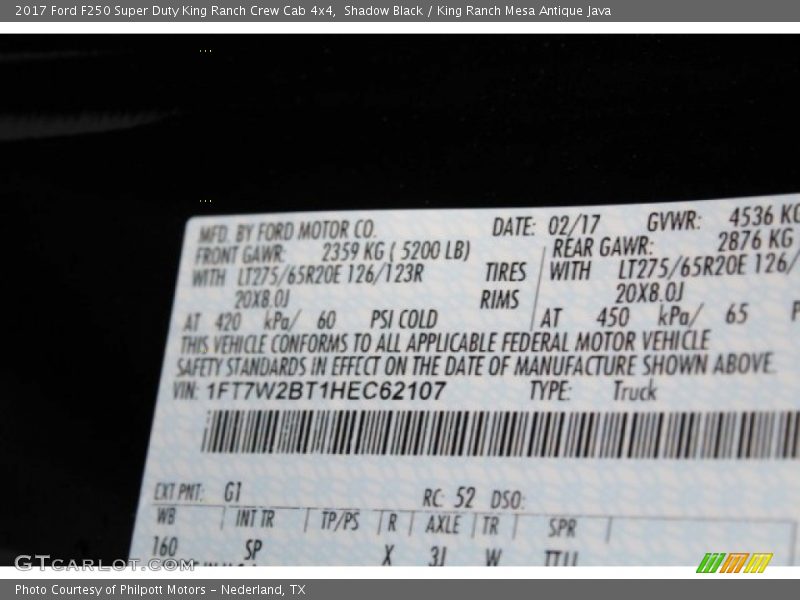 2017 Ford F250 Super Duty King Ranch Crew Cab 4x4, Shadow Black / King Ranch Mesa Antique Java
MFD. BY FORD MOTOR CO. DATE: 02/17 GVWR: 4536 KG
FRONT GAWR: 2359 KG ( 5200 LB) REAR GAWR: 2876 KG
WITH LT275/65R20E 126/123R TIRES WITH LT275/65R20E 126/
20X8.0J RIMS 20X8.0J
AT 420 kPa/ 60 PSI COLD AT 450 kPa/ 65 P
THIS VEHICLE CONFORMS TO ALL APPLICABLE FEDERAL MOTOR VEHICLE
SAFETY STANDARDS IN EFFECT ON THE DATE OF MANUFACTURE SHOWN ABOVE.
VIN: 1FT7W2BT1HEC62107 TYPE: Truck
EXT PNT: G1 RC: 52 DSO:
WB INT TR TP/PS R AXLE TR SPR
160 SP X 3J W
GTCARLOT.COM
Photo Courtesy of Philpott Motors - Nederland, TX